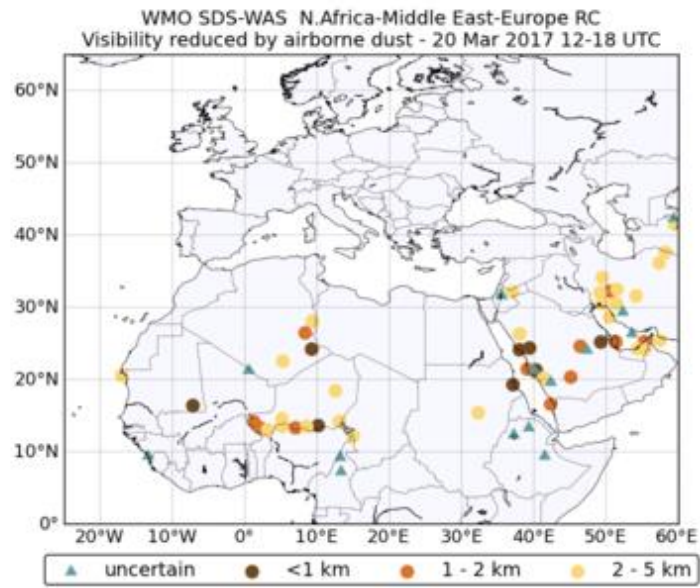 WMO SDS-WAS N.Africa-Middle East-Europe RC
Visibility reduced by airborne dust - 20 Mar 2017 12-18 UTC
60°N
50°N
40°N
30°N
20°N
10°N
0°
20°W 10°W 0° 10°E 20°E 30°E 40°E 50°E 60°E
uncertain <1 km 1 - 2 km 2 - 5 km